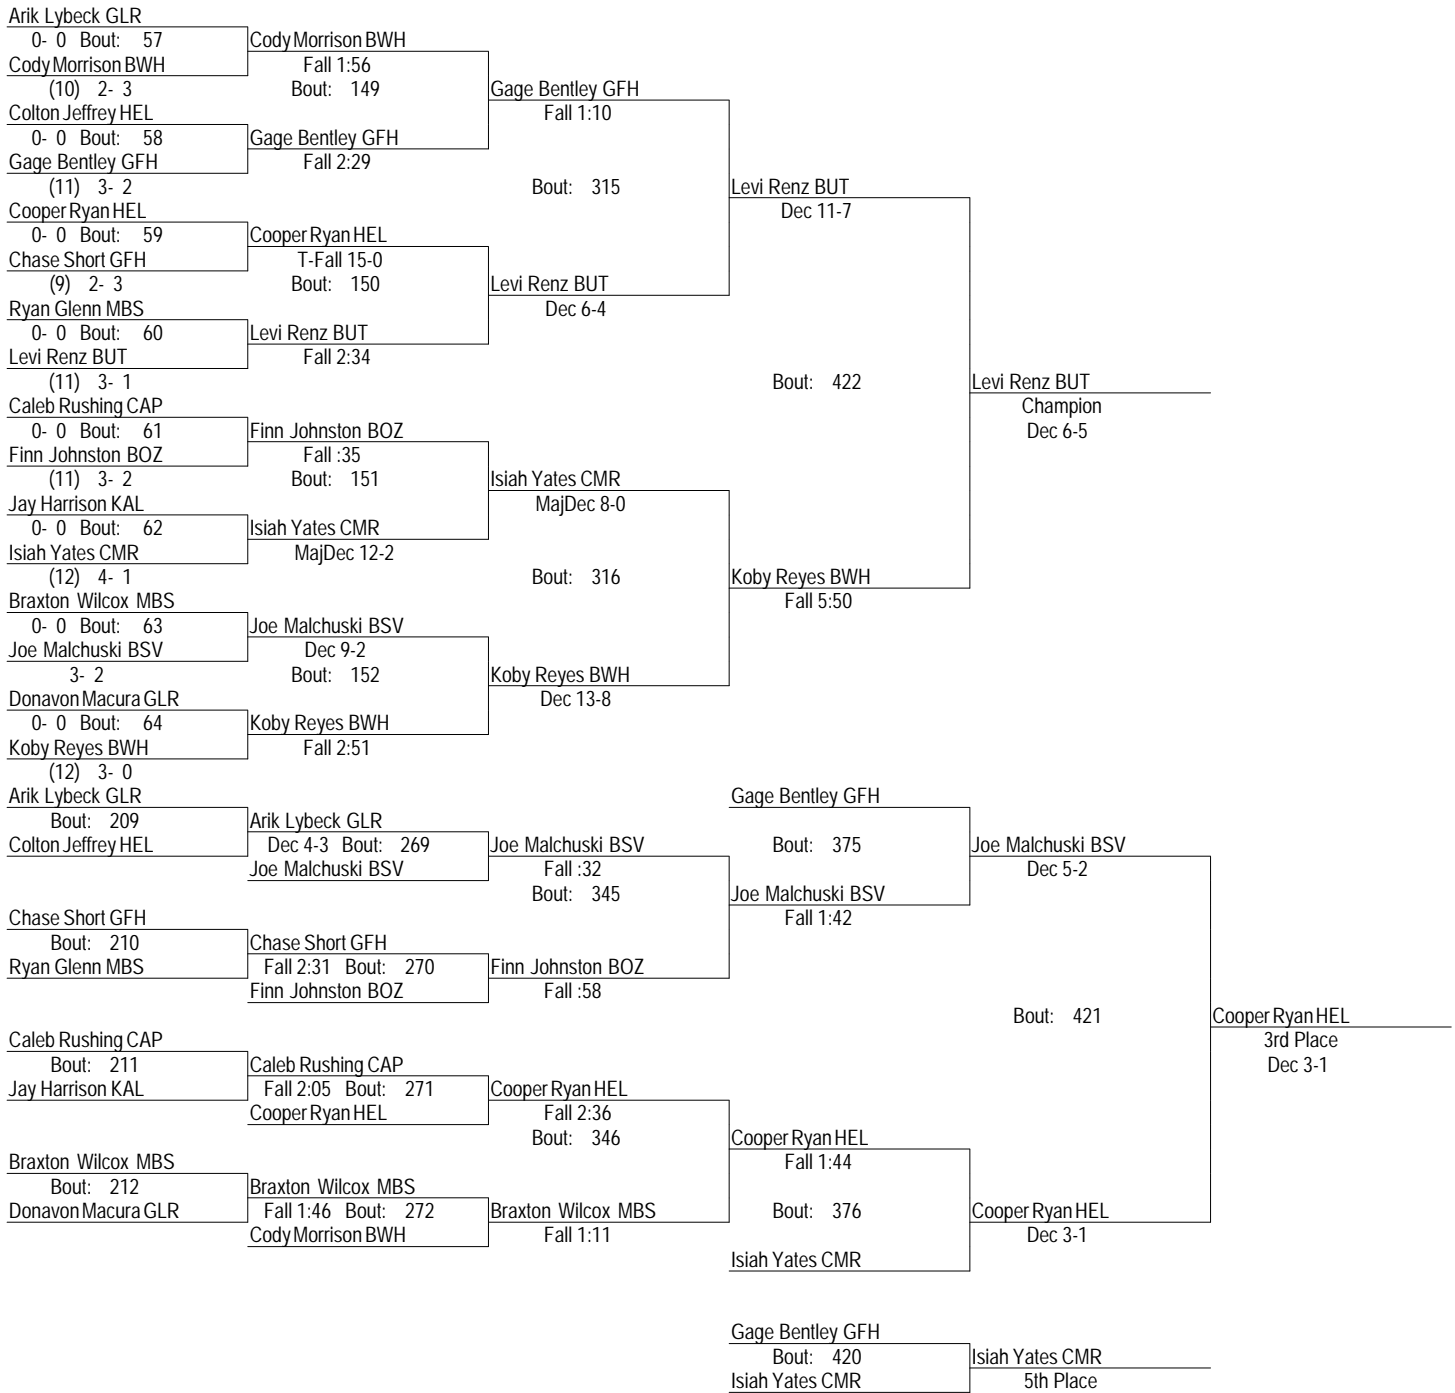 Arik Lybeck GLR
0- 0 Bout: 57 Cody Morrison BWH
Cody Morrison BWH Fall 1:56
(10) 2- 3 Bout: 149 Gage Bentley GFH
Colton Jeffrey HEL Fall 1:10
0- 0 Bout: 58 Gage Bentley GFH
Gage Bentley GFH Fall 2:29
(11) 3- 2 Bout: 315 Levi Renz BUT
Cooper Ryan HEL Dec 11-7
0- 0 Bout: 59 Cooper Ryan HEL
Chase Short GFH T-Fall 15-0
(9) 2- 3 Bout: 150 Levi Renz BUT
Ryan Glenn MBS Dec 6-4
0- 0 Bout: 60 Levi Renz BUT
Levi Renz BUT Fall 2:34
(11) 3- 1 Bout: 422 Levi Renz BUT
Caleb Rushing CAP Champion
0- 0 Bout: 61 Finn Johnston BOZ Dec 6-5
Finn Johnston BOZ Fall :35
(11) 3- 2 Bout: 151 Isiah Yates CMR
Jay Harrison KAL MajDec 8-0
0- 0 Bout: 62 Isiah Yates CMR
Isiah Yates CMR MajDec 12-2
(12) 4- 1 Bout: 316 Koby Reyes BWH
Braxton Wilcox MBS Fall 5:50
0- 0 Bout: 63 Joe Malchuski BSV
Joe Malchuski BSV Dec 9-2
3- 2 Bout: 152 Koby Reyes BWH
Donavon Macura GLR Dec 13-8
0- 0 Bout: 64 Koby Reyes BWH
Koby Reyes BWH Fall 2:51
(12) 3- 0
Arik Lybeck GLR Gage Bentley GFH
Bout: 209 Arik Lybeck GLR
Colton Jeffrey HEL Dec 4-3 Bout: 269 Joe Malchuski BSV Bout: 375 Joe Malchuski BSV
Joe Malchuski BSV Fall :32 Dec 5-2
Bout: 345 Joe Malchuski BSV
Chase Short GFH Fall 1:42
Bout: 210 Chase Short GFH
Ryan Glenn MBS Fall 2:31 Bout: 270 Finn Johnston BOZ
Finn Johnston BOZ Fall :58
Bout: 421 Cooper Ryan HEL
Caleb Rushing CAP 3rd Place
Bout: 211 Caleb Rushing CAP Dec 3-1
Jay Harrison KAL Fall 2:05 Bout: 271 Cooper Ryan HEL
Cooper Ryan HEL Fall 2:36
Bout: 346 Cooper Ryan HEL
Braxton Wilcox MBS Fall 1:44
Bout: 212 Braxton Wilcox MBS
Donavon Macura GLR Fall 1:46 Bout: 272 Braxton Wilcox MBS Bout: 376 Cooper Ryan HEL
Cody Morrison BWH Fall 1:11 Dec 3-1
Isiah Yates CMR
Gage Bentley GFH
Bout: 420 Isiah Yates CMR
Isiah Yates CMR 5th Place